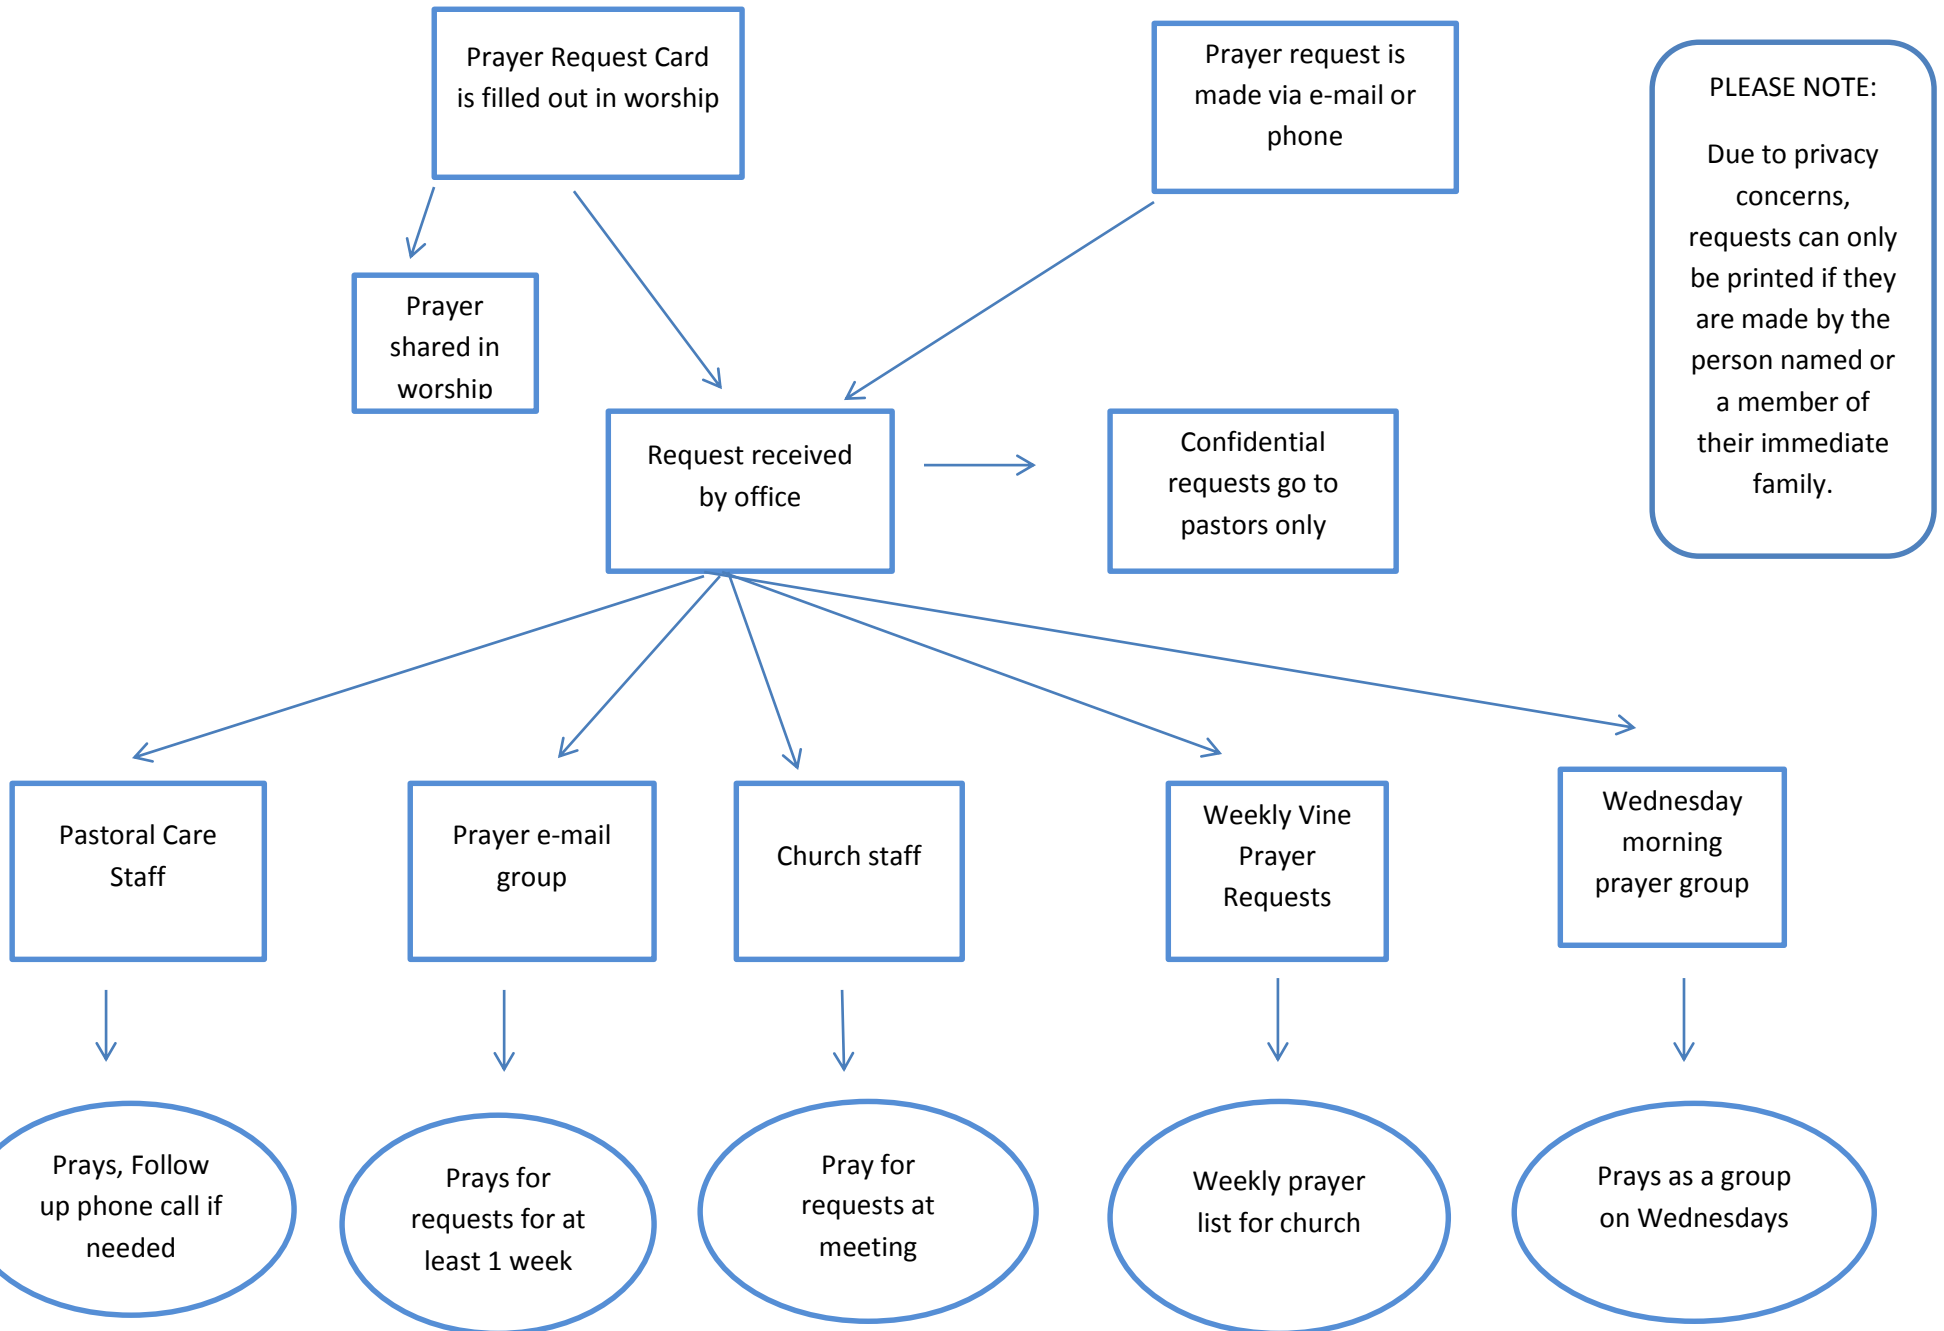 Prayer Request Card
is filled out in worship
Prayer request is
made via e-mail or
phone
PLEASE NOTE:
Due to privacy
concerns,
requests can only
be printed if they
are made by the
person named or
a member of
their immediate
family.
Prayer
shared in
worship
Request received
by office
Confidential
requests go to
pastors only
Pastoral Care
Staff
Prayer e-mail
group
Church staff
Weekly Vine
Prayer
Requests
Wednesday
morning
prayer group
Prays, Follow
up phone call if
needed
Prays for
requests for at
least 1 week
Pray for
requests at
meeting
Weekly prayer
list for church
Prays as a group
on Wednesdays